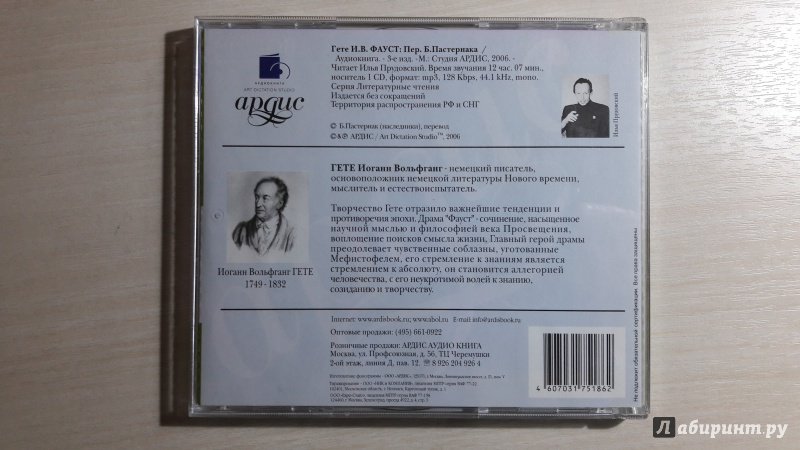 АУДИОКНИГА
ART DICTATION STUDIO
ардис
Гете И.В. ФАУСТ: Пер. Б.Пастернака /
Аудиокнига. - 3-е изд. -М.: Студия АРДИС, 2006. -
Читает Илья Прудовский. Время звучания 12 час. 07 мин.,
носитель 1 CD, формат: mp3, 128 Kbps, 44.1 kHz, mono.
Серия Литературные чтения
Издается без сокращений
Территория распространения РФ и СНГ
© Б.Пастернак (наследники), перевод
©&℗ АРДИС / Art Dictation Studio™, 2006
Илья Прудовский
ГЕТЕ Иоганн Вольфганг - немецкий писатель,
основоположник немецкой литературы Нового времени,
мыслитель и естествоиспытатель.
Творчество Гете отразило важнейшие тенденции и
противоречия эпохи. Драма "Фауст" - сочинение, насыщенное
научной мыслью и философией века Просвещения,
воплощение поисков смысла жизни, Главный герой драмы
преодолевает чувственные соблазны, уготованные
Мефистофелем, его стремление к знаниям является
стремлением к абсолюту, он становится аллегорией
человечества, с его неукротимой волей к знанию,
созиданию и творчеству.
Иоганн Вольфганг ГЕТЕ
1749 - 1832
Internet: www.ardisbook.ru; www.abol.ru E-mail: info@ardisbook.ru
Оптовые продажи: (495) 661-0922
Розничные продажи: АРДИС АУДИО КНИГА
Москва, ул. Профсоюзная, д. 56, ТЦ Черемушки
2-ой этаж, линия Д, пав. 12. ☏ 8 926 204 926 4
4 607031 751862
Не подлежит обязательной сертификации. Все права защищены
Лабиринт.ру